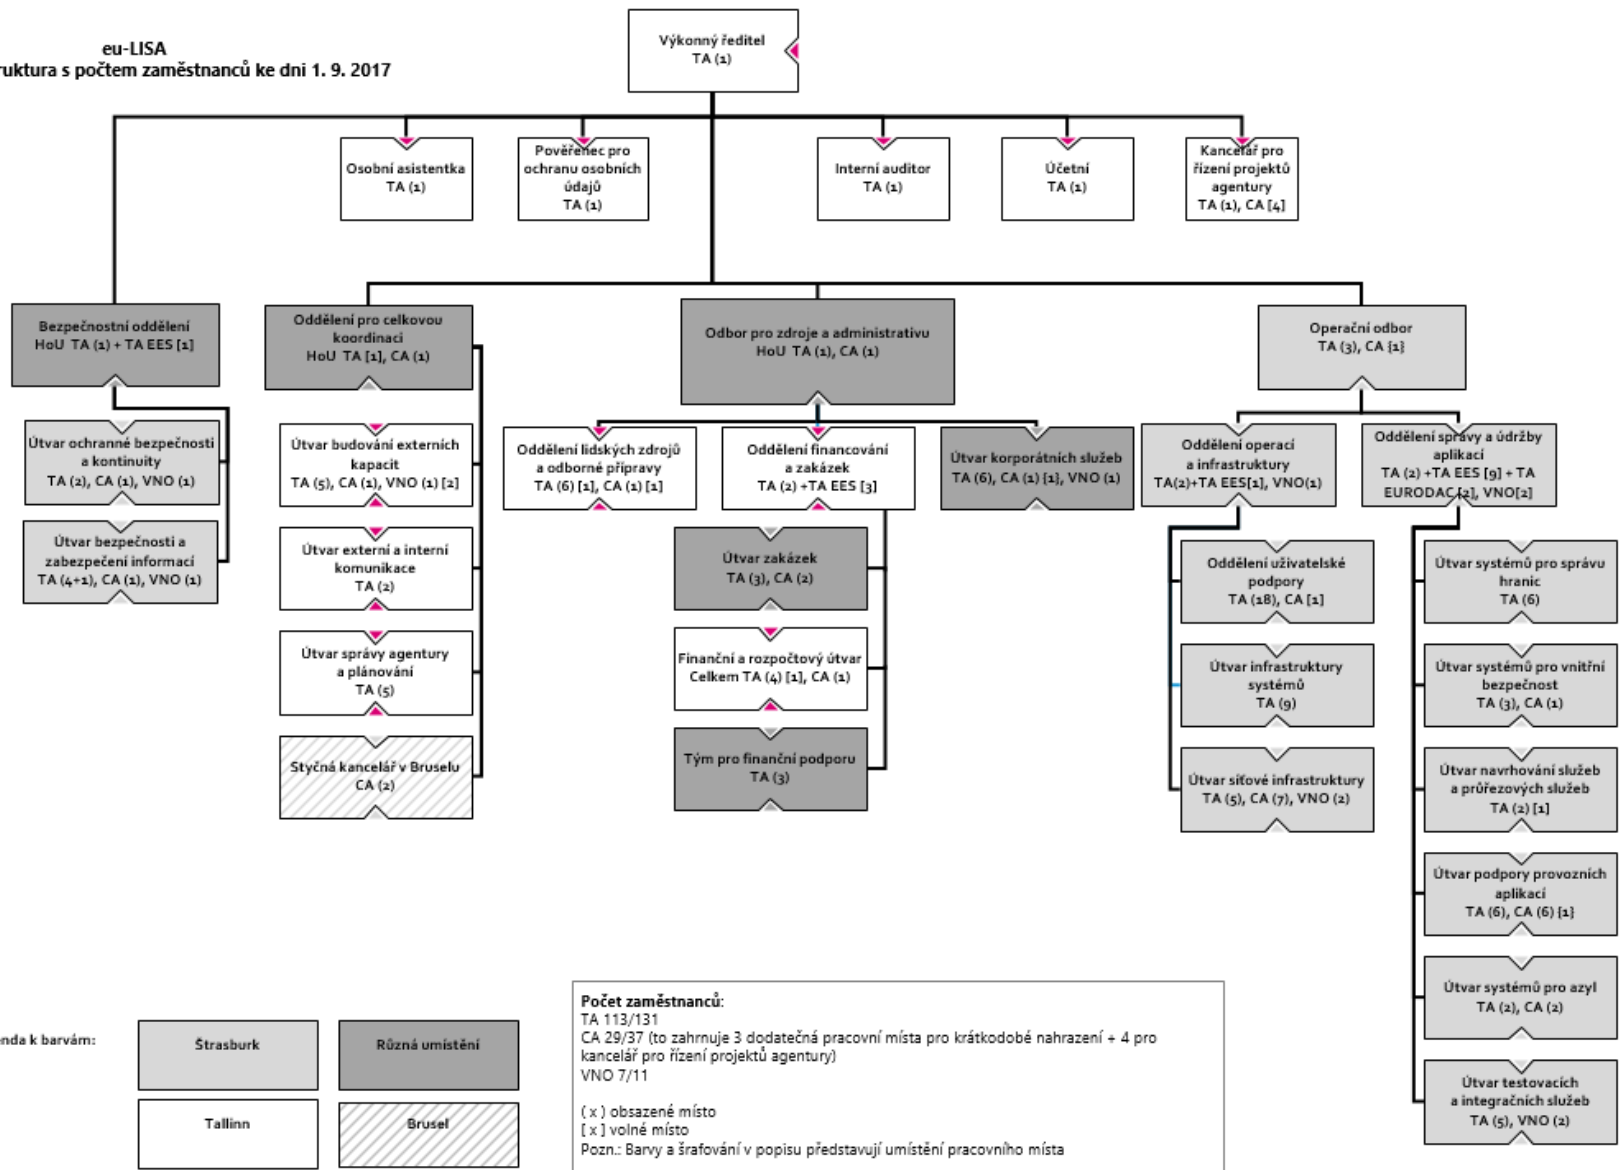 eu-LISA
ruktura s počtem zaměstnanců ke dni 1. 9. 2017
Výkonný ředitel
TA (1)
Osobní asistentka
TA (1)
Pověřenec pro
ochranu osobních
údajů
TA (1)
Interní auditor
TA (1)
Účetní
TA (1)
Kancelář pro
řízení projektů
agentury
TA (1), CA [4]
Bezpečnostní oddělení
HoU TA (1) + TA EES [1]
Oddělení pro celkovou
koordinaci
HoU TA [1], CA (1)
Odbor pro zdroje a administrativu
HoU TA (1), CA (1)
Operační odbor
TA (3), CA {1}
Útvar ochranné bezpečnosti
a kontinuity
TA (2), CA (1), VNO (1)
Útvar bezpečnosti a
zabezpečení informací
TA (4+1), CA (1), VNO (1)
Útvar budování externích
kapacit
TA (5), CA (1), VNO (1) [2]
Útvar externí a interní
komunikace
TA (2)
Útvar správy agentury
a plánování
TA (5)
Styčná kancelář v Bruselu
CA (2)
Oddělení lidských zdrojů
a odborné přípravy
TA (6) [1], CA (1) [1]
Oddělení financování
a zakázek
TA (2) +TA EES [3]
Útvar korporátních služeb
TA (6), CA (1) {1}, VNO (1)
Útvar zakázek
TA (3), CA (2)
Finanční a rozpočtový útvar
Celkem TA (4) [1], CA (1)
Tým pro finanční podporu
TA (3)
Oddělení operací
a infrastruktury
TA(2)+TA EES[1], VNO(1)
Oddělení správy a údržby
aplikací
TA (2) +TA EES [9] + TA
EURODAC [2], VNO[2]
Oddělení uživatelské
podpory
TA (18), CA [1]
Útvar infrastruktury
systémů
TA (9)
Útvar síťové infrastruktury
TA (5), CA (7), VNO (2)
Útvar systémů pro správu
hranic
TA (6)
Útvar systémů pro vnitřní
bezpečnost
TA (3), CA (1)
Útvar navrhování služeb
a průřezových služeb
TA (2) [1]
Útvar podpory provozních
aplikací
TA (6), CA (6) [1}
Útvar systémů pro azyl
TA (2), CA (2)
Útvar testovacích
a integračních služeb
TA (5), VNO (2)
enda k barvám:
Štrasburk
Různá umístění
Tallinn
Brusel
Počet zaměstnanců:
TA 113/131
CA 29/37 (to zahrnuje 3 dodatečná pracovní místa pro krátkodobé nahrazení + 4 pro
kancelář pro řízení projektů agentury)
VNO 7/11
( x ) obsazené místo
[ x ] volné místo
Pozn.: Barvy a šrafování v popisu představují umístění pracovního místa